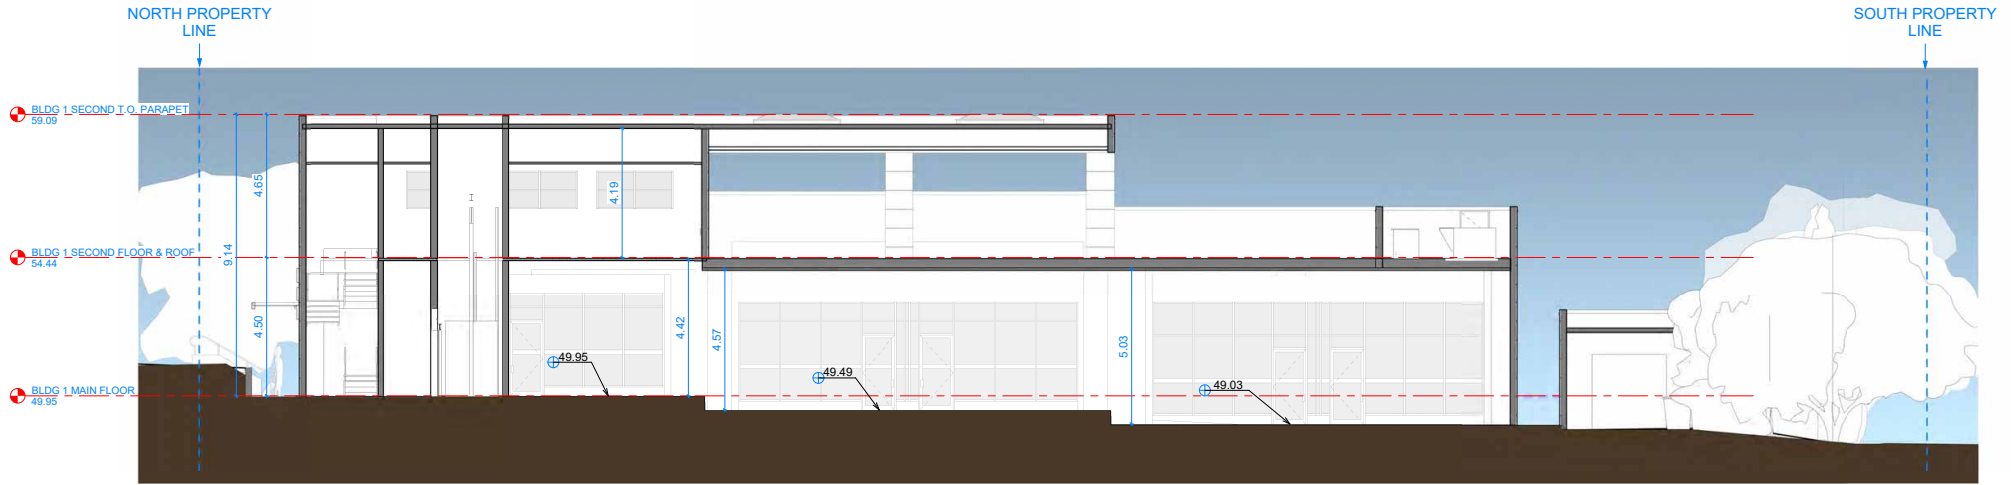 NORTH PROPERTY
LINE
SOUTH PROPERTY
LINE
BLDG 1 SECOND T.O. PARAPET
59.09
4.65
4.19
BLDG 1 SECOND FLOOR & ROOF
54.44
9.14
4.50
4.42
4.57
5.03
49.95
49.49
49.03
BLDG 1 MAIN FLOOR
49.95